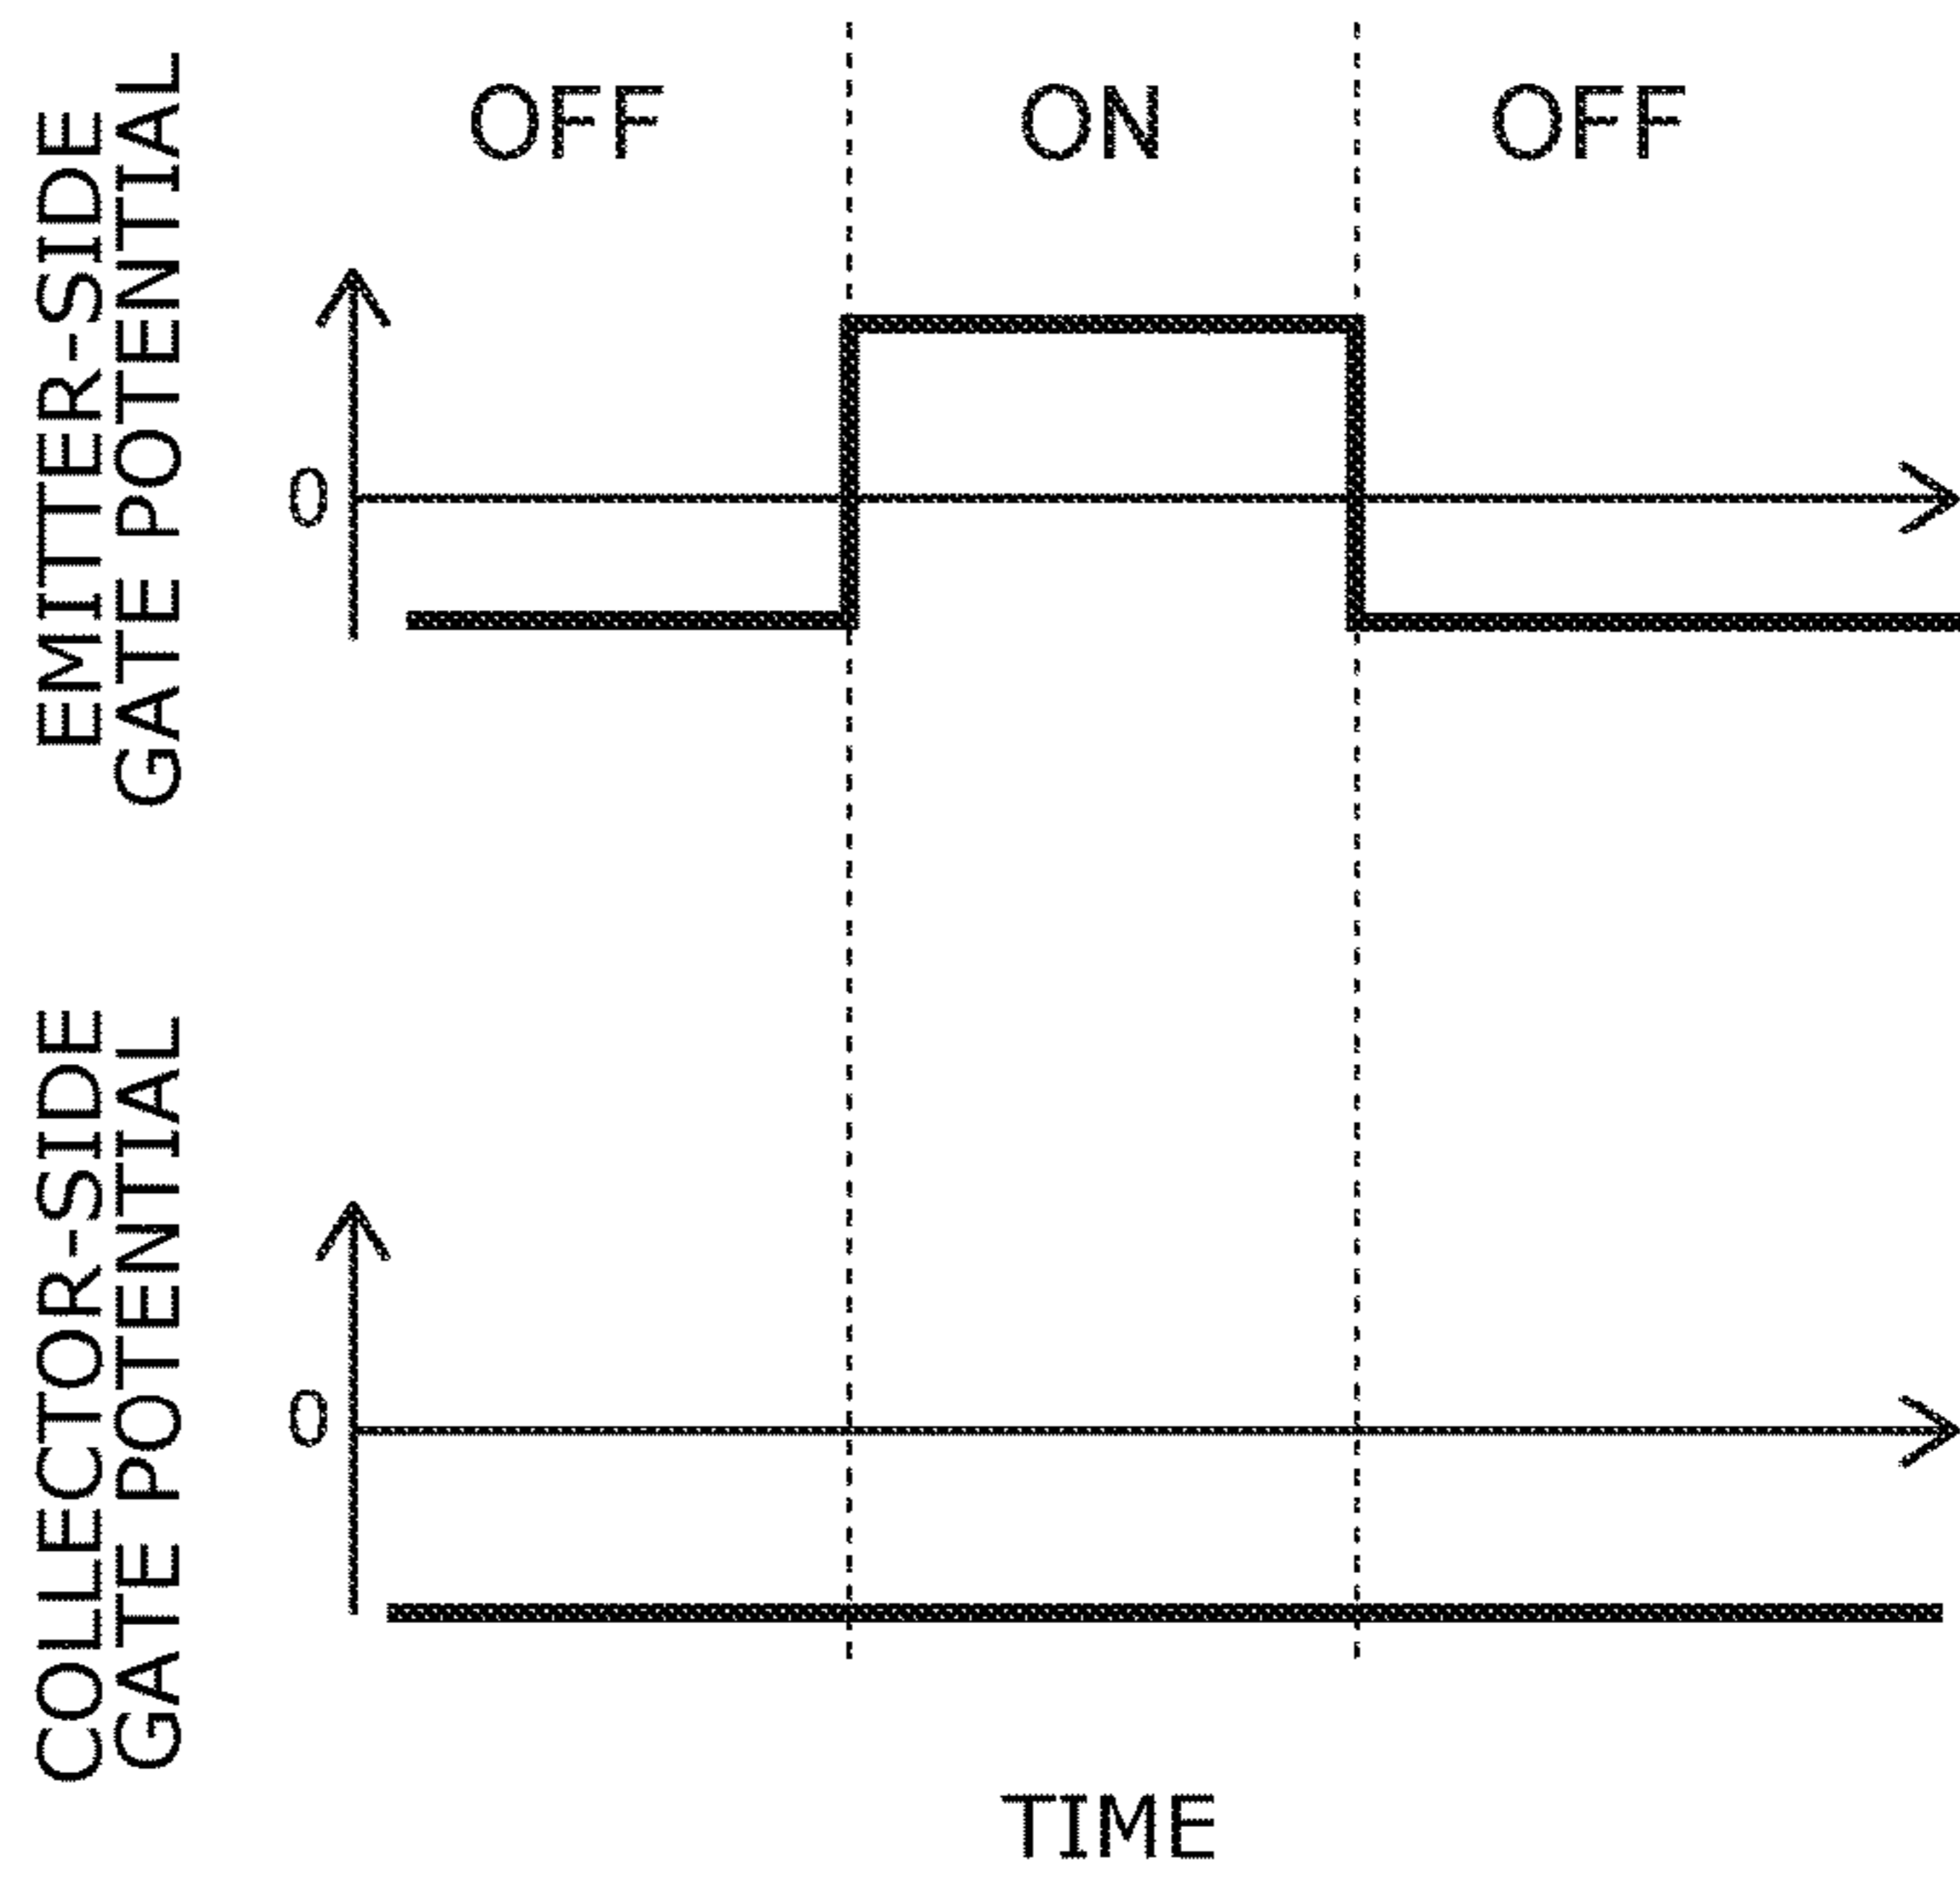 OFF ON OFF
EMITTER-SIDE
GATE POTENTIAL
0
COLLECTOR-SIDE
GATE POTENTIAL
0
TIME